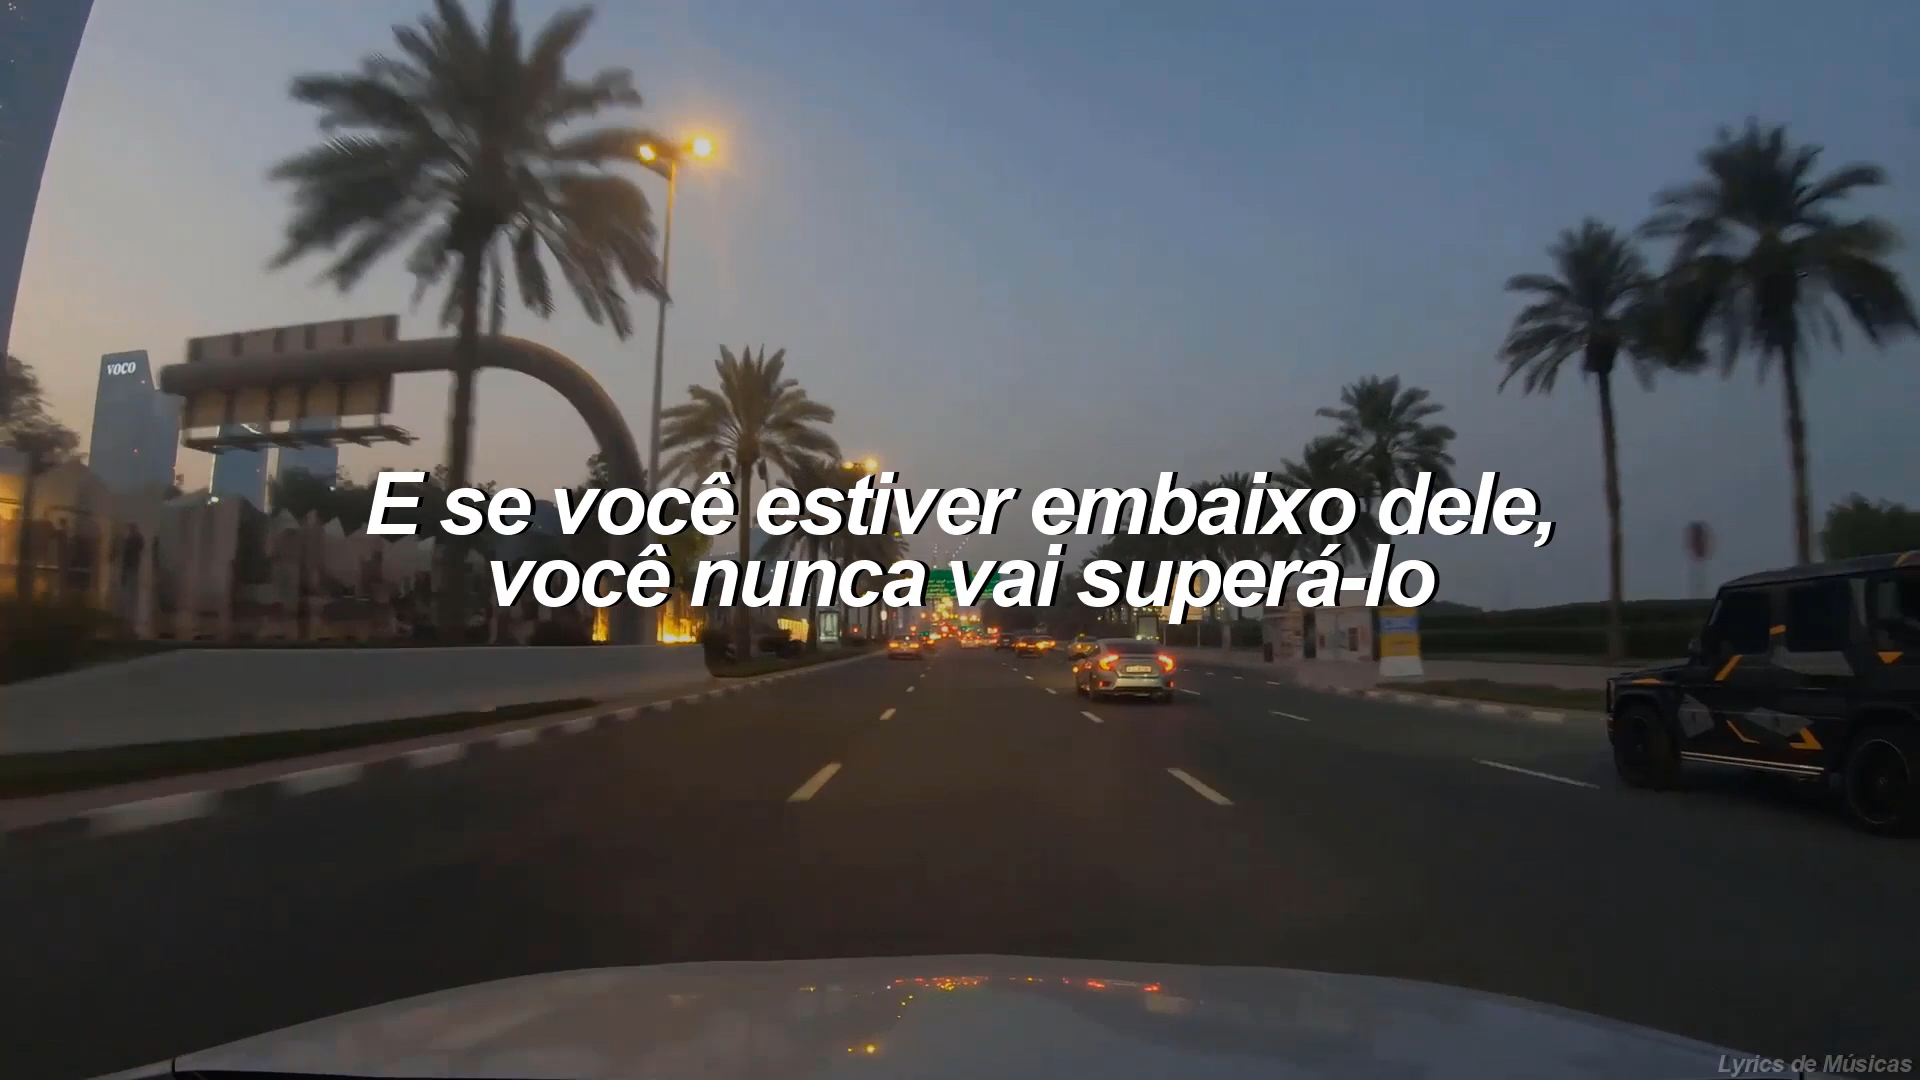 voco
E se você estiver embaixo dele,
você nunca vai superá-lo
Lyrics de Músicas